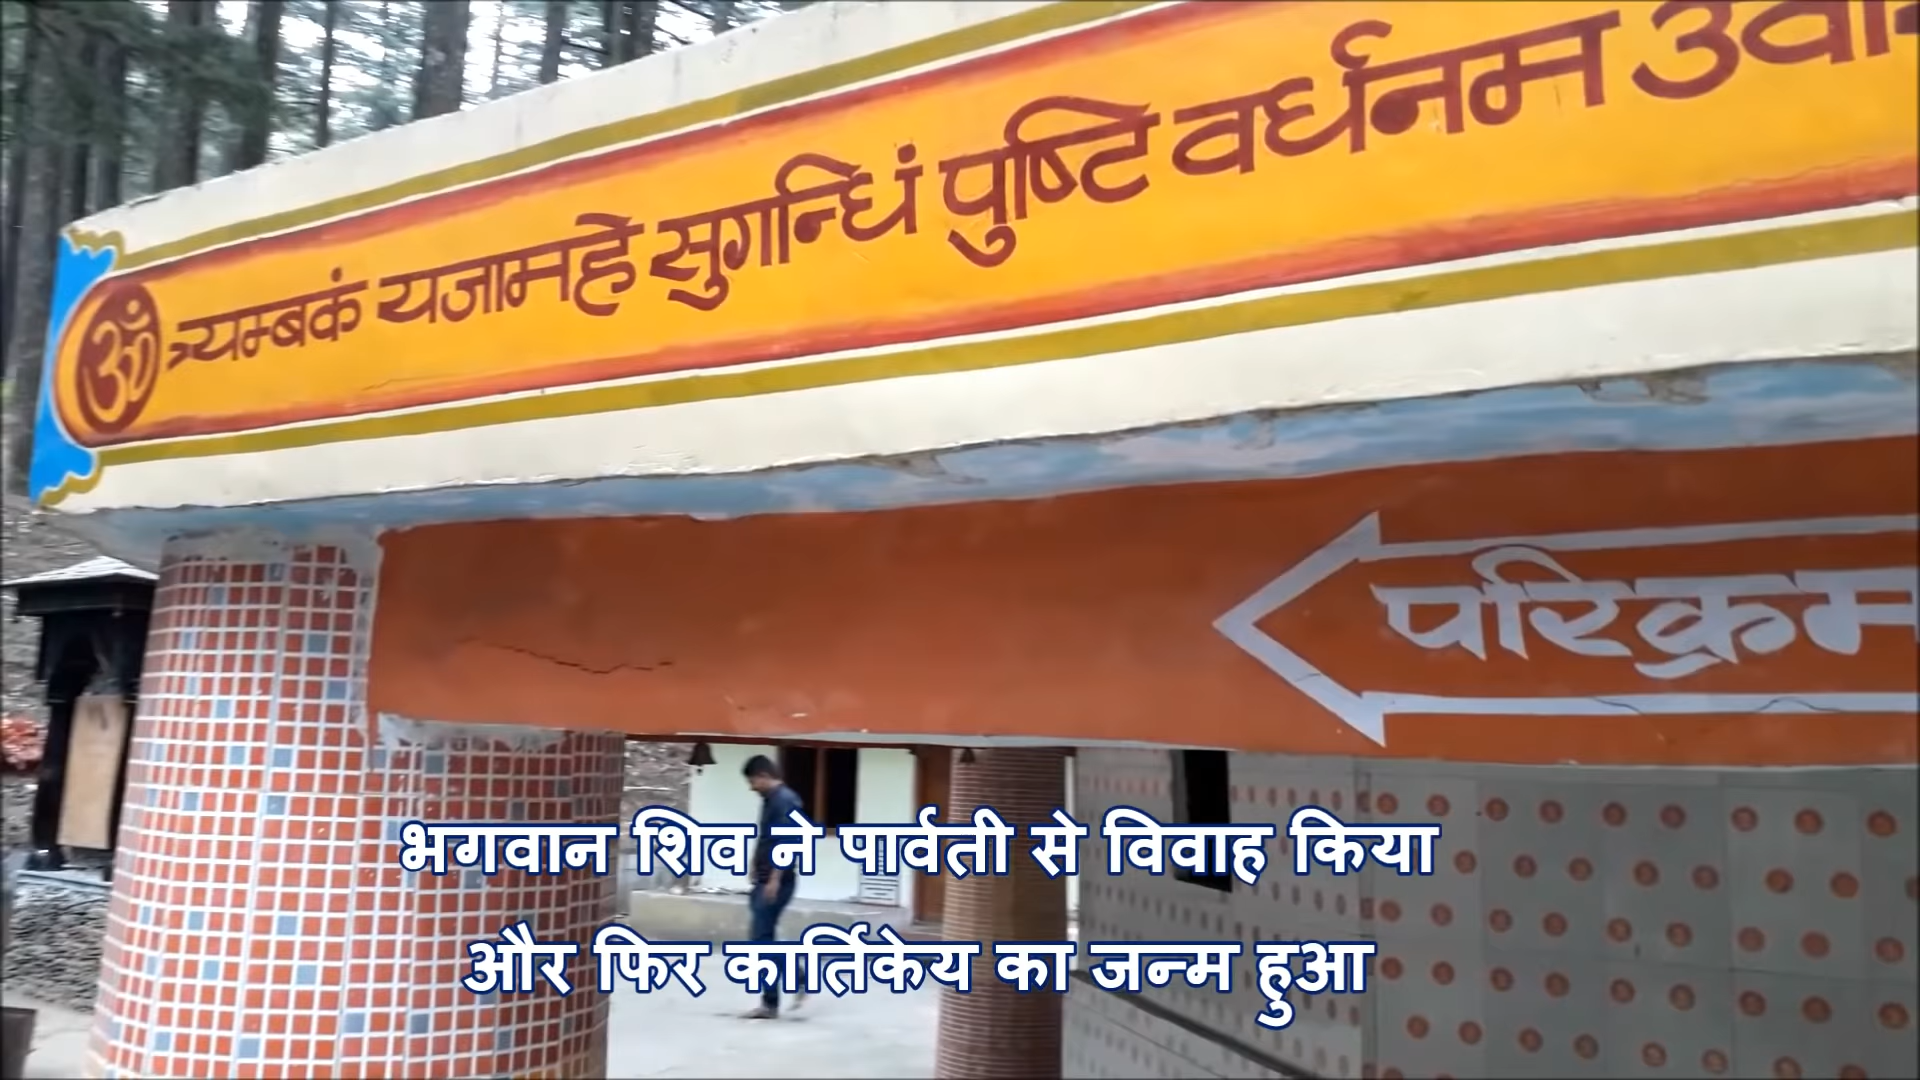 ॐ त्र्यम्बकं यजामहे सुगन्धिं पुष्टि वर्धनम
परिक्रम
भगवान शिव ने पार्वती से विवाह किया
और फिर कार्तिकेय का जन्म हुआ